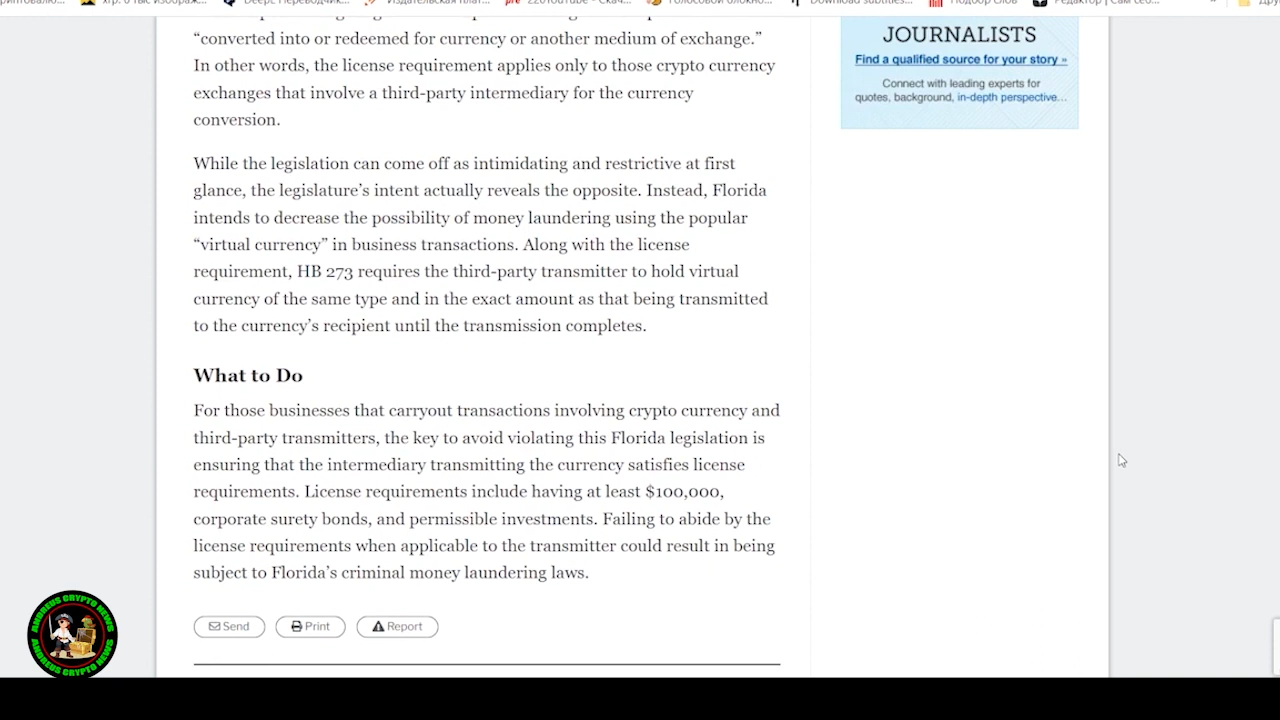 Deepl Переводчик...
“converted into or redeemed for currency or another medium of exchange.”
In other words, the license requirement applies only to those crypto currency
exchanges that involve a third-party intermediary for the currency
conversion.
While the legislation can come off as intimidating and restrictive at first
glance, the legislature’s intent actually reveals the opposite. Instead, Florida
intends to decrease the possibility of money laundering using the popular
“virtual currency” in business transactions. Along with the license
requirement, HB 273 requires the third-party transmitter to hold virtual
currency of the same type and in the exact amount as that being transmitted
to the currency’s recipient until the transmission completes.
What to Do
For those businesses that carryout transactions involving crypto currency and
third-party transmitters, the key to avoid violating this Florida legislation is
ensuring that the intermediary transmitting the currency satisfies license
requirements. License requirements include having at least $100,000,
corporate surety bonds, and permissible investments. Failing to abide by the
license requirements when applicable to the transmitter could result in being
subject to Florida’s criminal money laundering laws.
Send Print Report
JOURNALISTS
Find a qualified source for your story »
Connect with leading experts for
quotes, background, in-depth perspective...
ANDREUS CRYPTO NEWS
ANDREUS CRYPTO NEWS